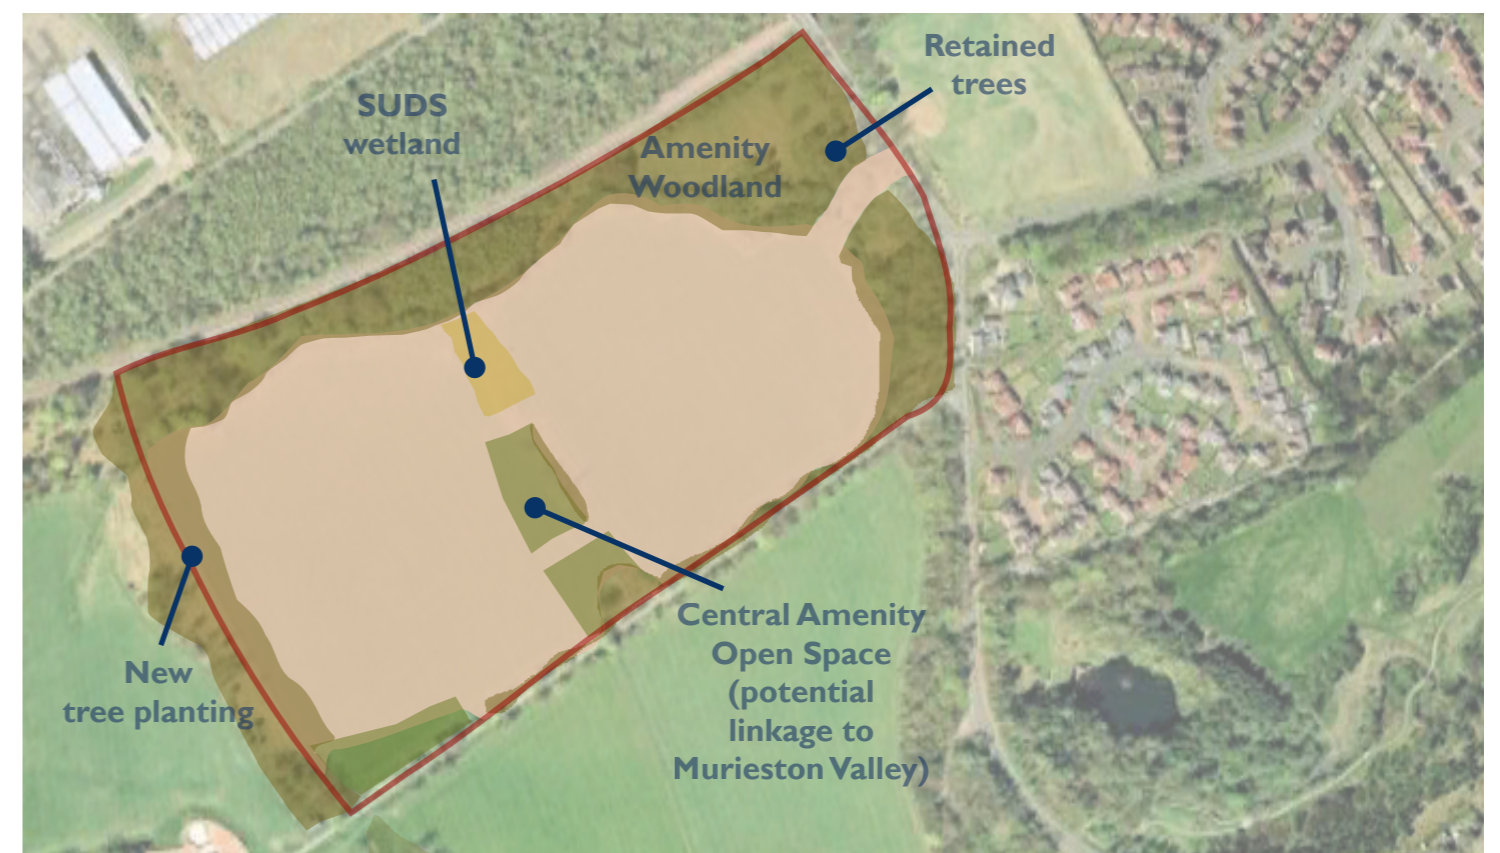 Retained
trees
SUDS
wetland
Amenity
Woodland
Central Amenity
Open Space
(potential
linkage to
Murieston Valley)
New
tree planting